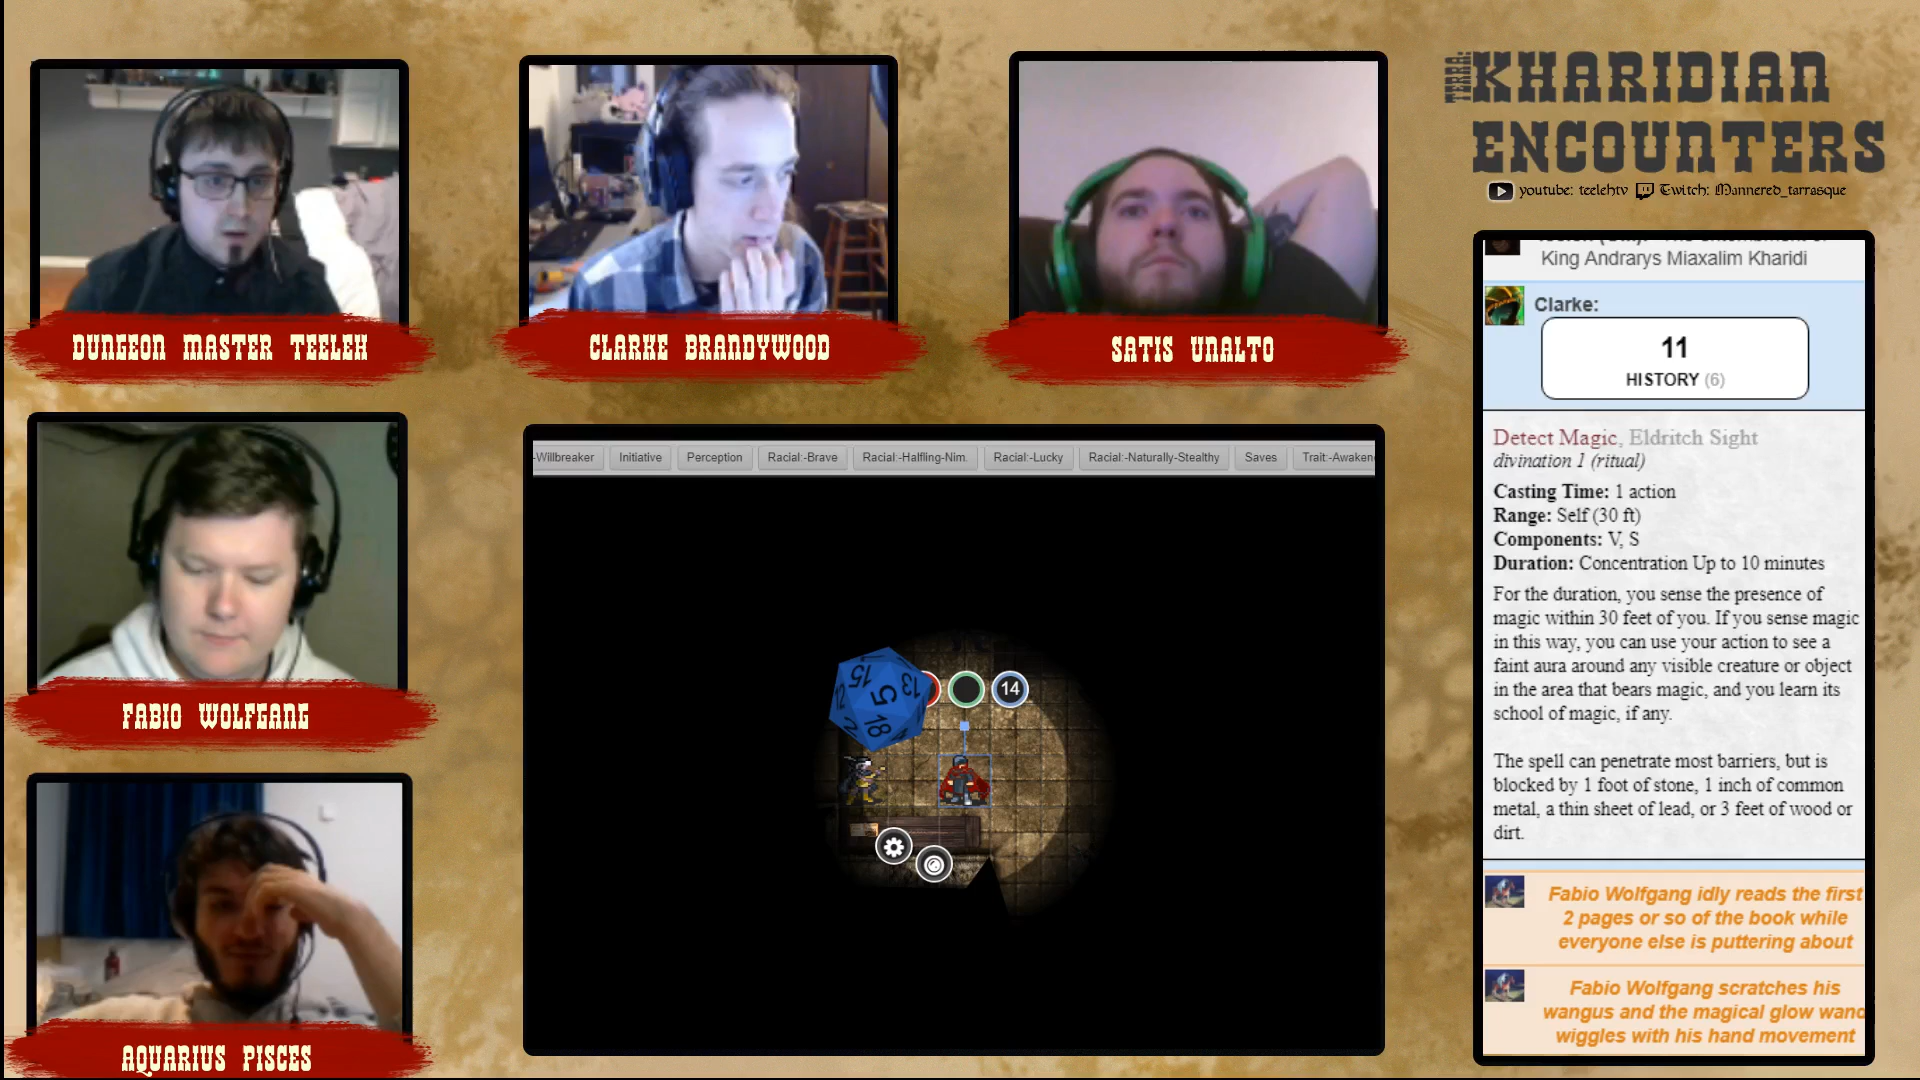 DUNGEON MASTER TEELEH
CLARKE BRANDYWOOD
SATIS UNALTO
TERRA:
KHARIDIAN
ENCOUNTERS
youtube: teelehtv Twitch: Mannered_tarrasque
FABIO WOLFGANG
AQUARIUS PISCES
-Willbreaker Initiative Perception Racial:-Brave Racial:-Halfling-Nim. Racial:-Lucky Racial:-Naturally-Stealthy Saves Trait:-Awaken
15
13
5
18
2
14
King Andrarys Miaxalim Kharidi
Clarke:
11
HISTORY (6)
Detect Magic, Eldritch Sight
divination 1 (ritual)
Casting Time: 1 action
Range: Self (30 ft)
Components: V, S
Duration: Concentration Up to 10 minutes
For the duration, you sense the presence of
magic within 30 feet of you. If you sense magic
in this way, you can use your action to see a
faint aura around any visible creature or object
in the area that bears magic, and you learn its
school of magic, if any.
The spell can penetrate most barriers, but is
blocked by 1 foot of stone, 1 inch of common
metal, a thin sheet of lead, or 3 feet of wood or
dirt.
Fabio Wolfgang idly reads the first
2 pages or so of the book while
everyone else is puttering about
Fabio Wolfgang scratches his
wangus and the magical glow wand
wiggles with his hand movement